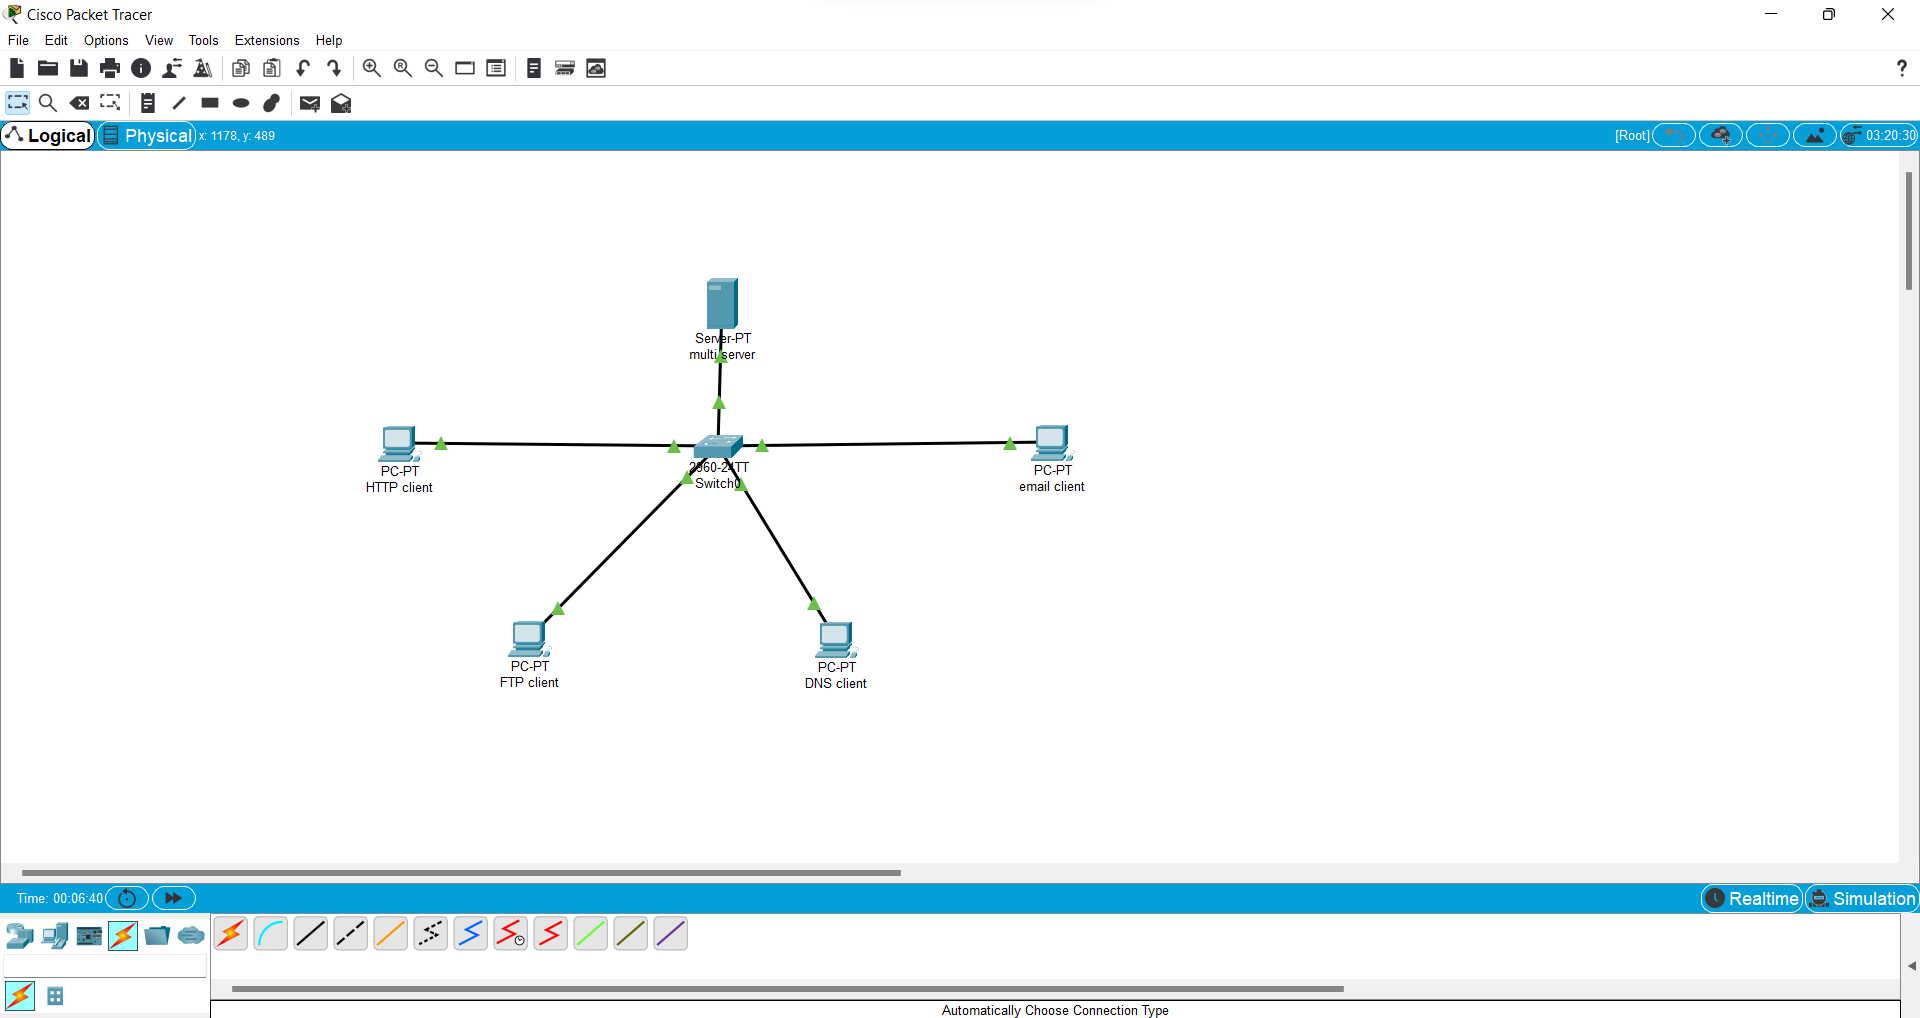 Cisco Packet Tracer
File Edit Options View Tools Extensions Help
?
Logical Physical x: 1178, y: 489 [Root] 03:20:30
Server-PT
multi server
PC-PT
HTTP client
2960-24TT
Switch0
PC-PT
email client
PC-PT
FTP client
PC-PT
DNS client
Time: 00:06:40 Realtime Simulation
Automatically Choose Connection Type